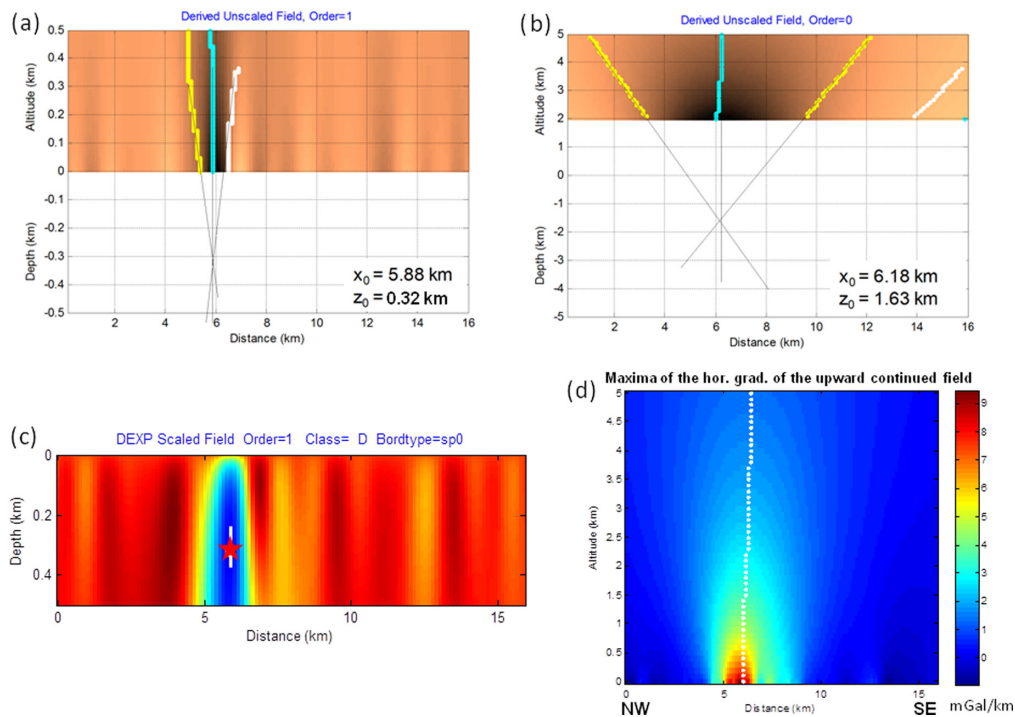 (a)
Derived Unscaled Field, Order=1
0.5
0.4
0.3
0.2
0.1
0
-0.1
-0.2
-0.3
-0.4
-0.5
Altitude (km)
Depth (km)
x0 = 5.88 km
z0 = 0.32 km
2 4 6 8 10 12 14 16
Distance (km)
(b)
Derived Unscaled Field, Order=0
5
4
3
2
1
0
-1
-2
-3
-4
-5
Altitude (km)
Depth (km)
x0 = 6.18 km
z0 = 1.63 km
2 4 6 8 10 12 14 16
Distance (km)
(c)
DEXP Scaled Field Order=1 Class= D Bordtype=sp0
0
0.2
0.4
Depth (km)
0 5 10 15
Distance (km)
(d)
Maxima of the hor. grad. of the upward continued field
5
4.5
4
3.5
3
2.5
2
1.5
1
0.5
0
Altitude (km)
0 5 10 15
NW Distance (km) SE
9
8
7
6
5
4
3
2
1
0
mGal/km